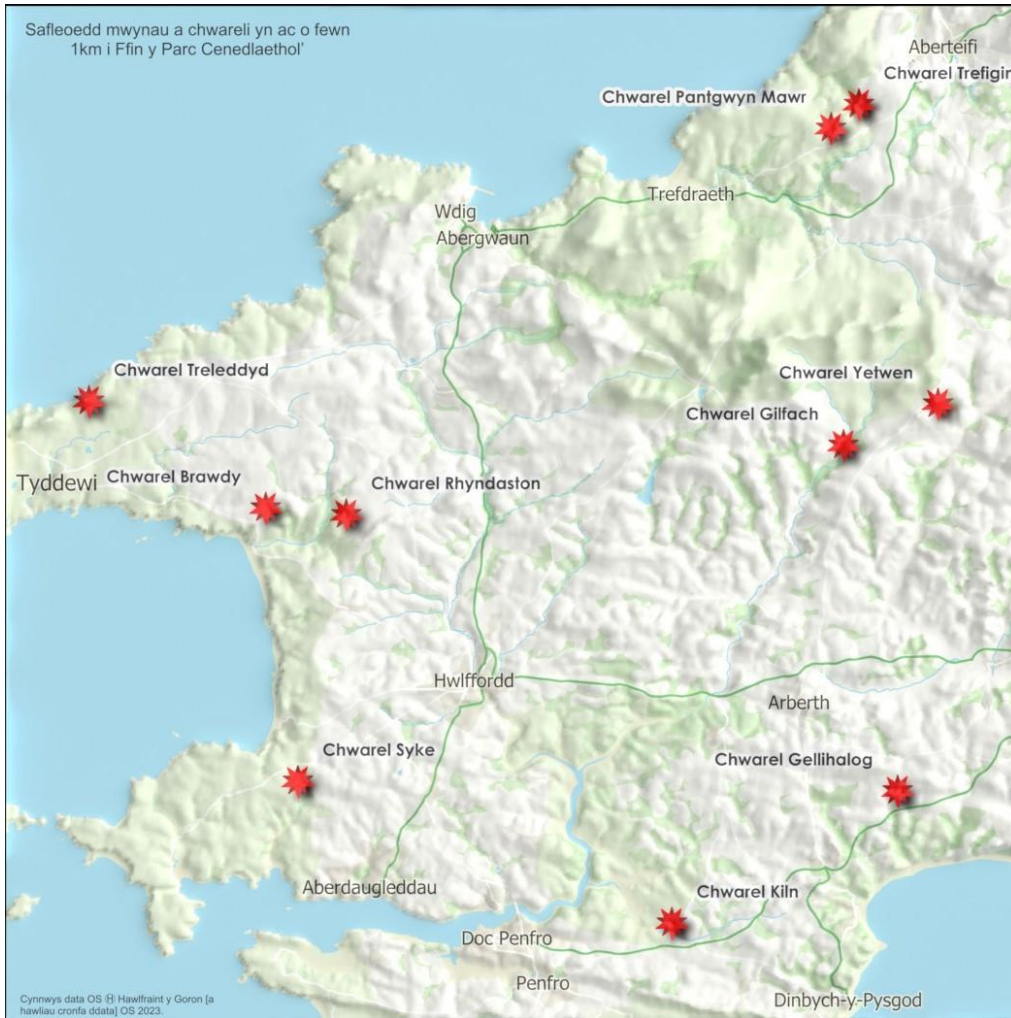 Safleoedd mwynau a chwareli yn ac o fewn
1km i Ffin y Parc Cenedlaethol'
Aberteifi
Chwarel Trefigin
Chwarel Pantgwyn Mawr
Trefdraeth
Wdig
Abergwaun
Chwarel Treleddyd
Chwarel Yetwen
Chwarel Gilfach
Tyddewi
Chwarel Brawdy
Chwarel Rhyndaston
Hwlffordd
Arberth
Chwarel Syke
Chwarel Gellihalog
Aberdaugleddau
Chwarel Kiln
Doc Penfro
Penfro
Dinbych-y-Pysgod
Cynnwys data OS Ⓗ Hawlfraint y Goron [a
hawliau cronfa ddata] OS 2023.